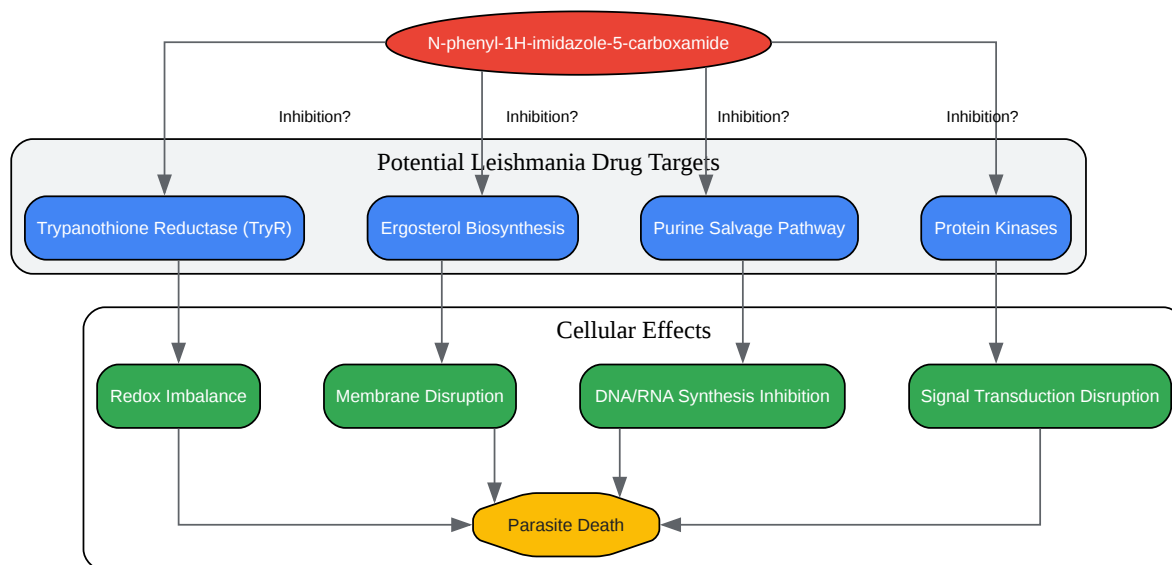 N-phenyl-1H-imidazole-5-carboxamide
Inhibition?
Inhibition?
Inhibition?
Inhibition?
Potential Leishmania Drug Targets
Trypanothione Reductase (TryR)
Ergosterol Biosynthesis
Purine Salvage Pathway
Protein Kinases
Cellular Effects
Redox Imbalance
Membrane Disruption
DNA/RNA Synthesis Inhibition
Signal Transduction Disruption
Parasite Death